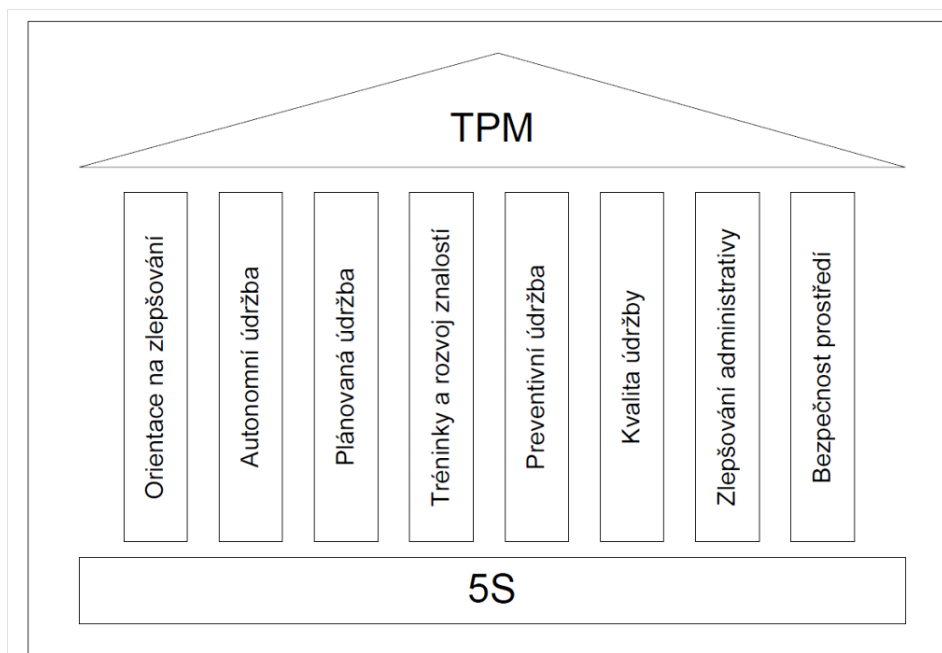 TPM
Orientace na zlepšování
Autonomní údržba
Plánovaná údržba
Tréninky a rozvoj znalostí
Preventivní údržba
Kvalita údržby
Zlepšování administrativy
Bezpečnost prostředí
5S